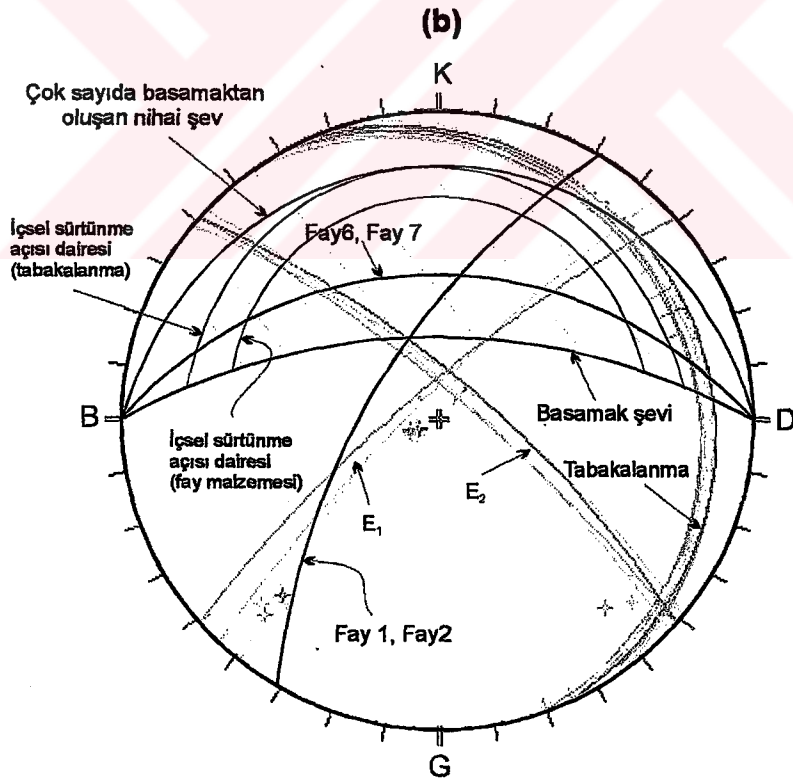 (b)
K
Çok sayıda basamaktan
oluşan nihai şev
İçsel sürtünme
açısı dairesi
(tabakalanma)
Fay6, Fay 7
B
D
Basamak şevi
İçsel sürtünme
açısı dairesi
(fay malzemesi)
Tabakalanma
E₁
E₂
Fay 1, Fay2
G